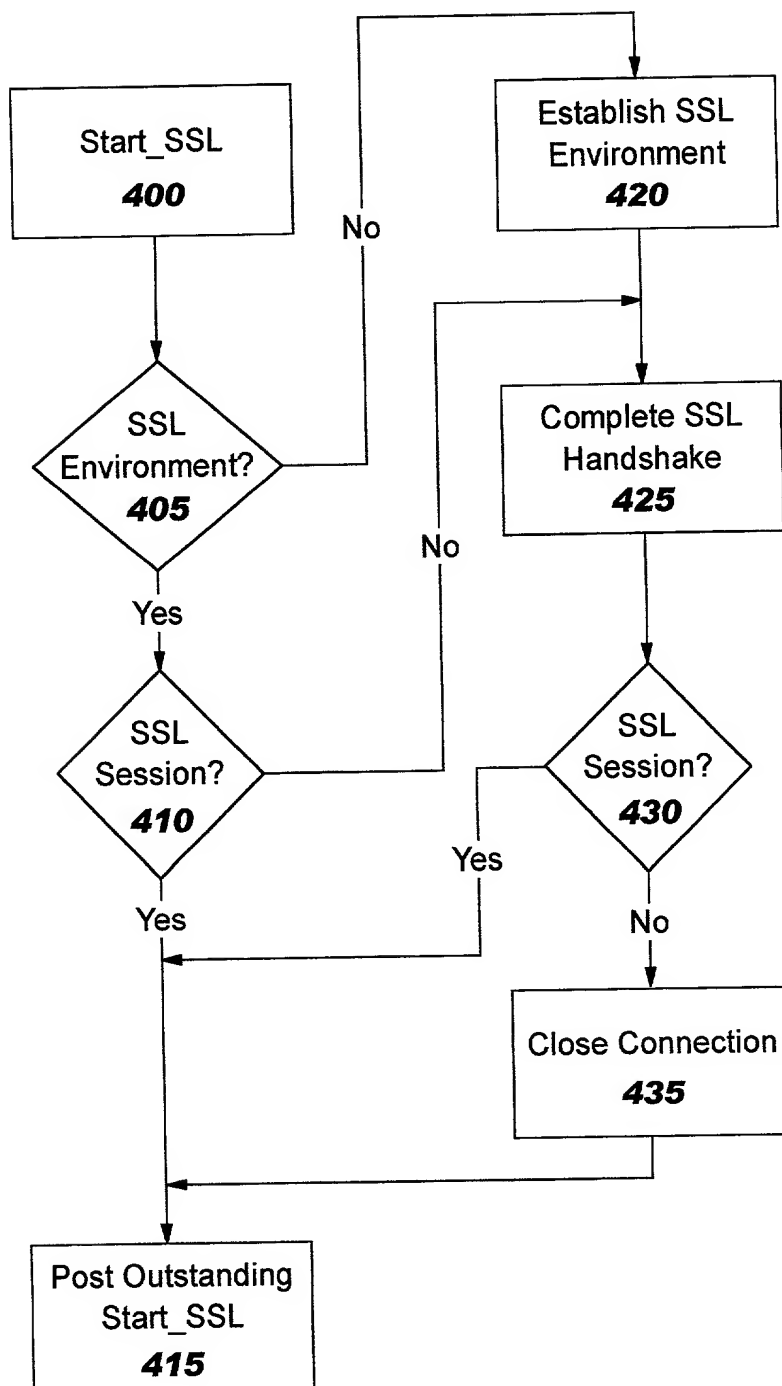 Start_SSL
400
No
Establish SSL
Environment
420
SSL
Environment?
405
Complete SSL
Handshake
425
No
Yes
SSL
Session?
410
SSL
Session?
430
Yes
Yes
No
Close Connection
435
Post Outstanding
Start_SSL
415